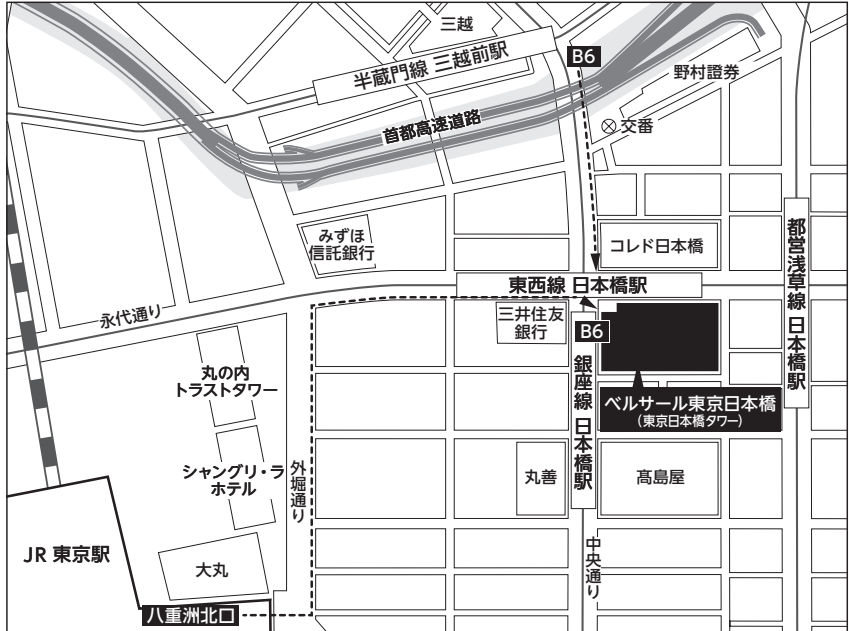 三越
B6
半蔵門線 三越前駅
野村證券
首都高速道路
交番
みずほ
信託銀行
コレド日本橋
都営浅草線 日本橋駅
東西線 日本橋駅
永代通り
三井住友
銀行
B6
丸の内
トラストタワー
銀座線 日本橋駅
ベルサール東京日本橋
(東京日本橋タワー)
シャングリ・ラ
ホテル
外堀通り
丸善
髙島屋
JR 東京駅
大丸
中央通り
八重洲北口